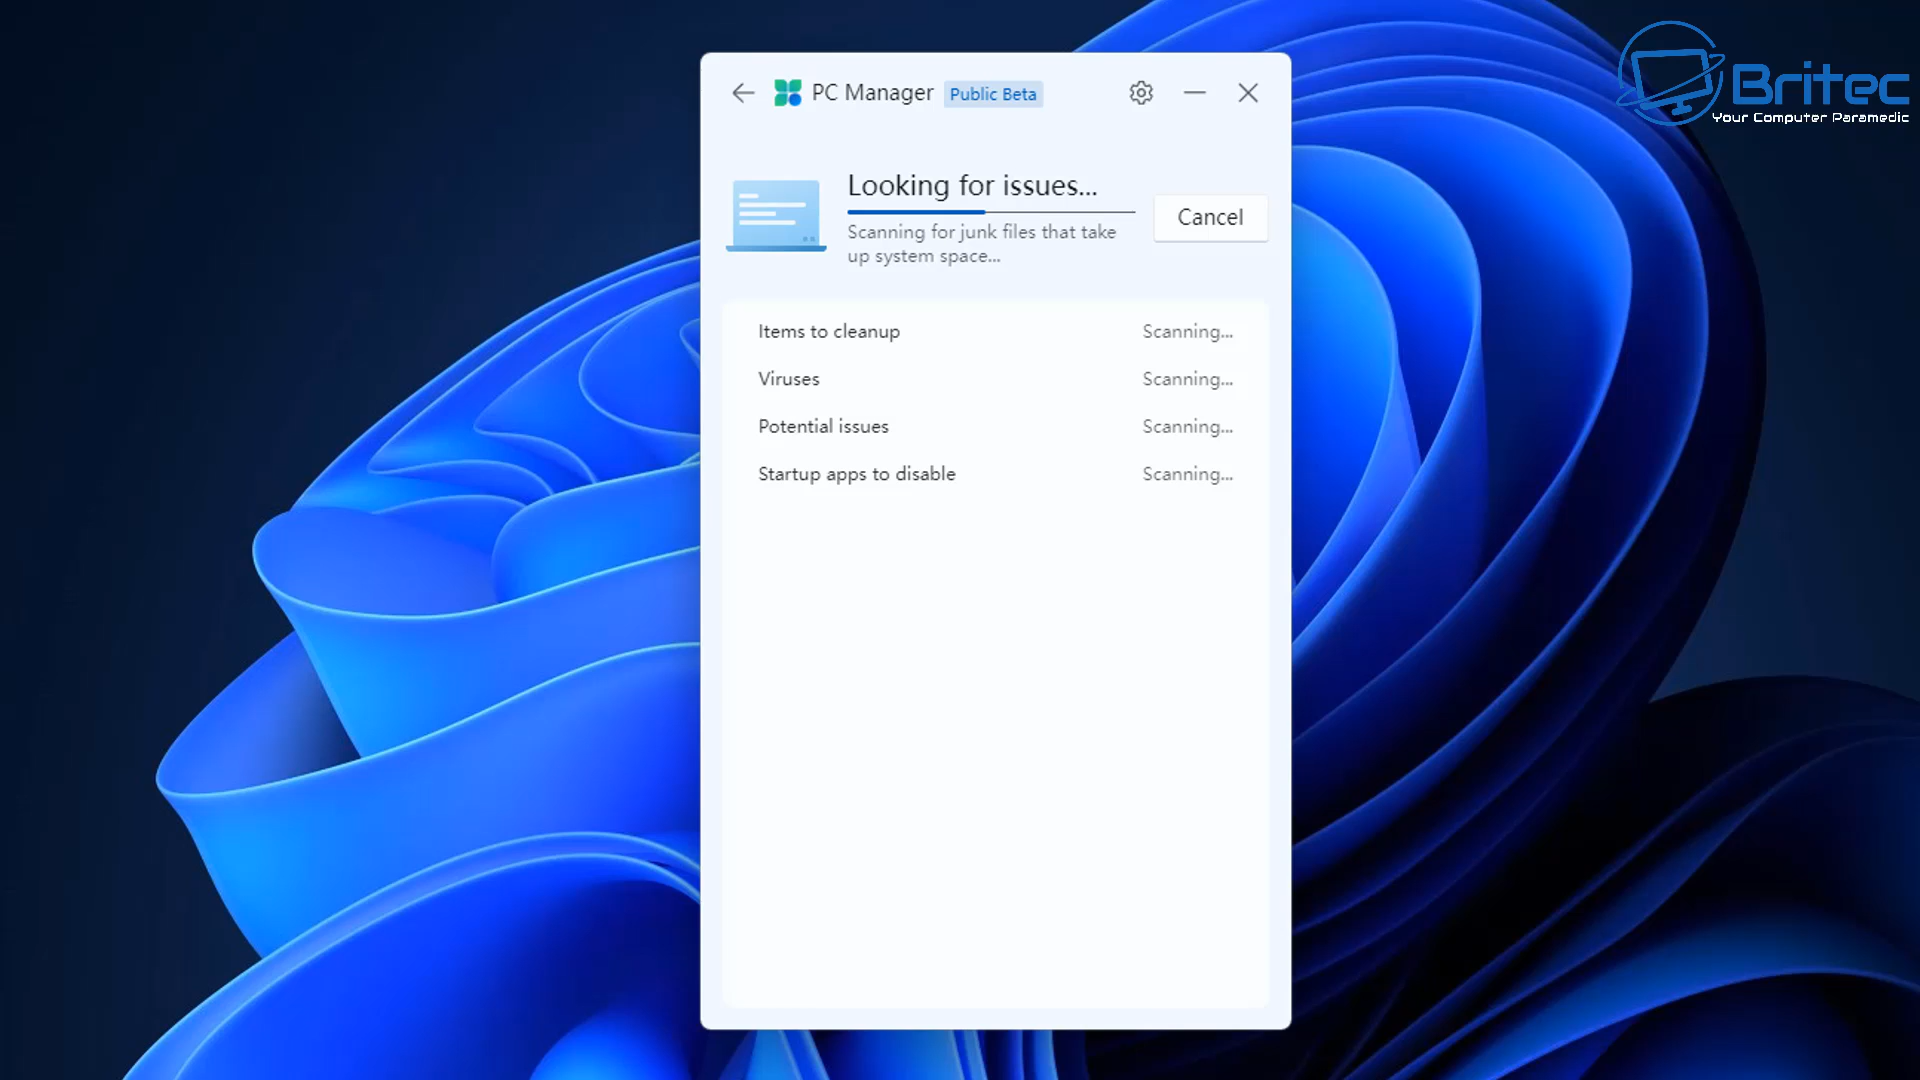 PC Manager Public Beta
Britec
Your Computer Paramedic
Looking for issues...
Cancel
Scanning for junk files that take
up system space...
Items to cleanup Scanning...
Viruses Scanning...
Potential issues Scanning...
Startup apps to disable Scanning...